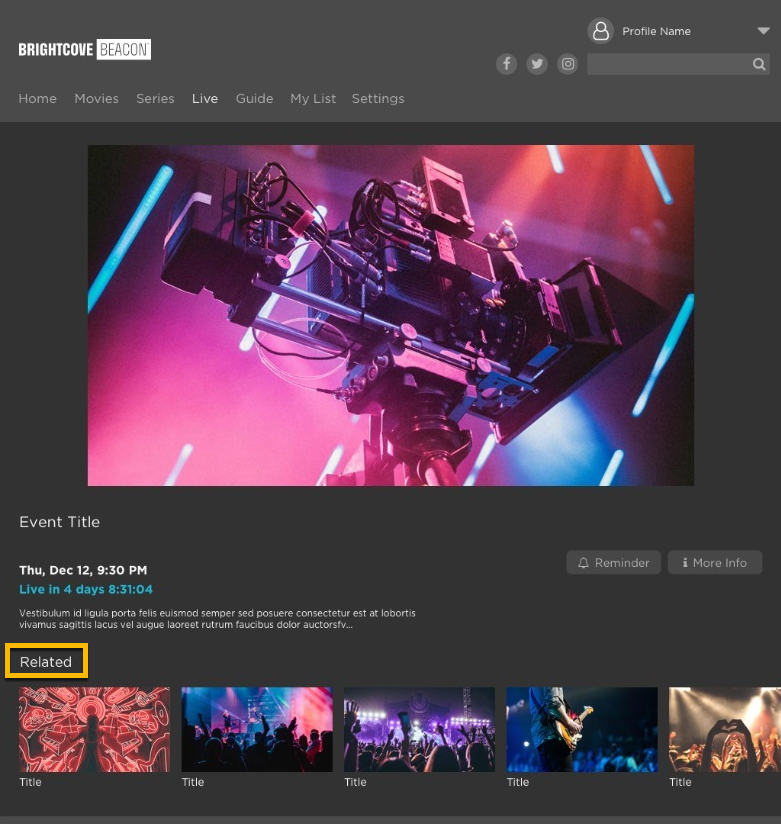 Profile Name
BRIGHTCOVE BEACON
Home Movies Series Live Guide My List Settings
Event Title
Thu, Dec 12, 9:30 PM
Reminder More Info
Live in 4 days 8:31:04
Vestibulum id ligula porta felis euismod semper sed posuere consectetur est at lobortis
vivamus sagittis lacus vel augue laoreet rutrum faucibus dolor auctorsfv...
Related
Title Title Title Title Title